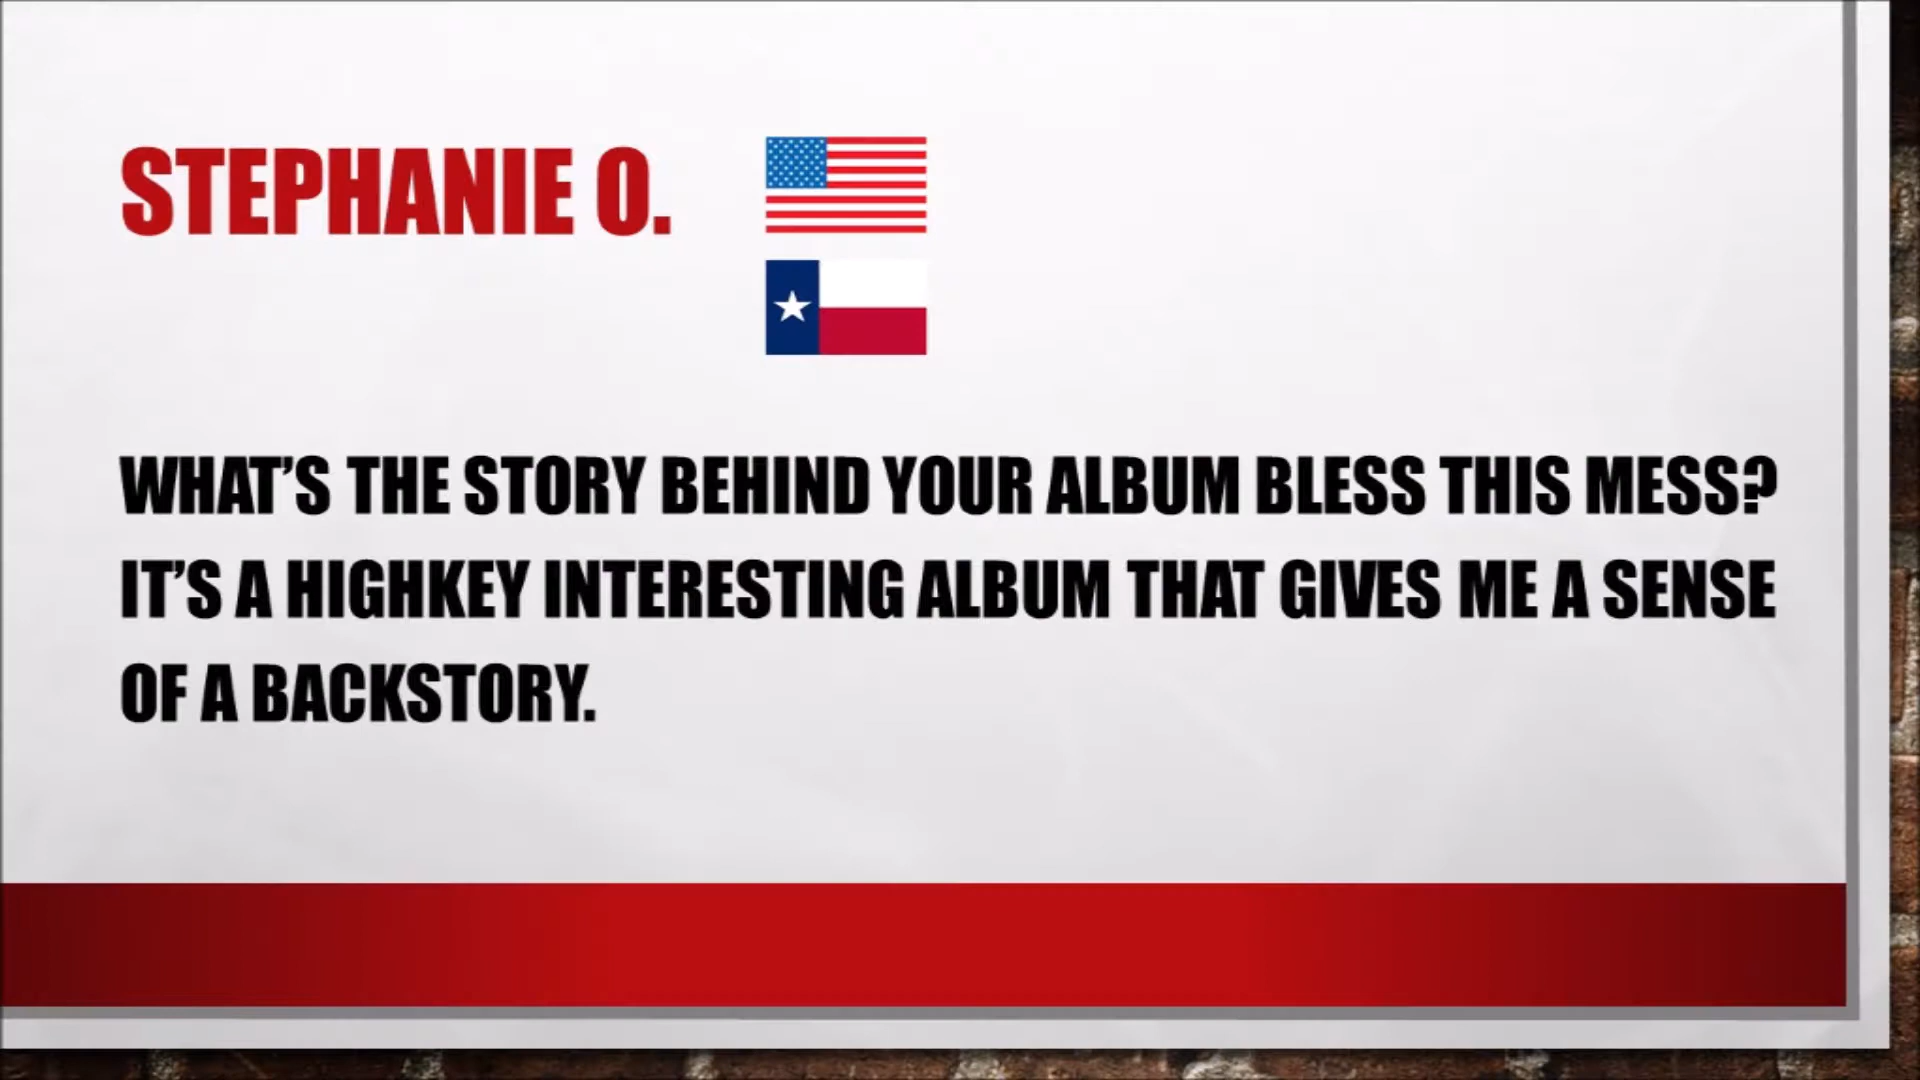 STEPHANIE O.
WHAT'S THE STORY BEHIND YOUR ALBUM BLESS THIS MESS?
IT'S A HIGHKEY INTERESTING ALBUM THAT GIVES ME A SENSE
OF A BACKSTORY.